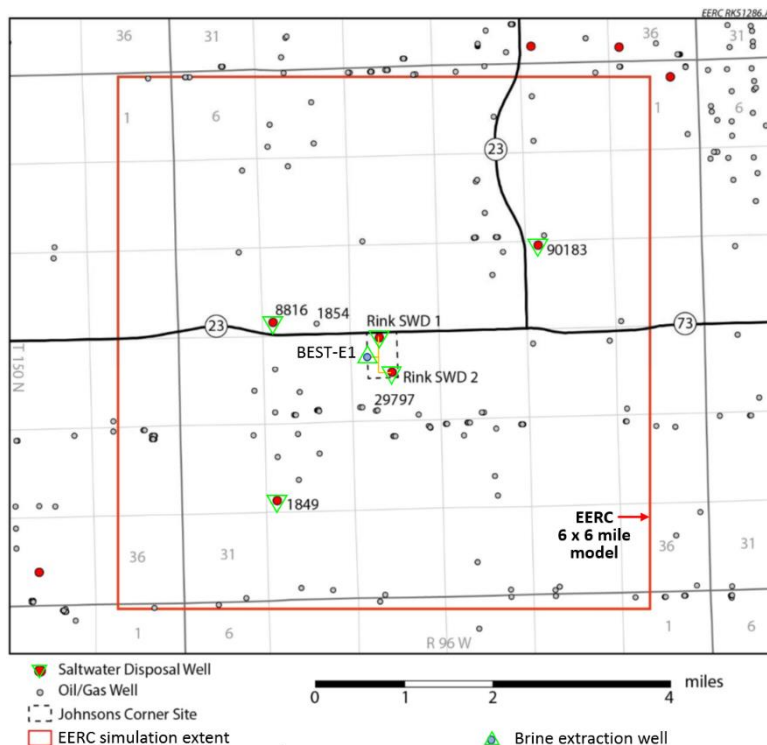 EERC RK51286.A
36 31 36 31
1 6 1 6
23
90183
8816 1854 Rink SWD 1
23 73
BEST-E1
Rink SWD 2
T 150 N
29797
1849
EERC
6 x 6 mile
model
36 31 36 31
1 6 1 6
R 96 W
Saltwater Disposal Well
Oil/Gas Well
Johnsons Corner Site
EERC simulation extent
miles
0 1 2 4
Brine extraction well